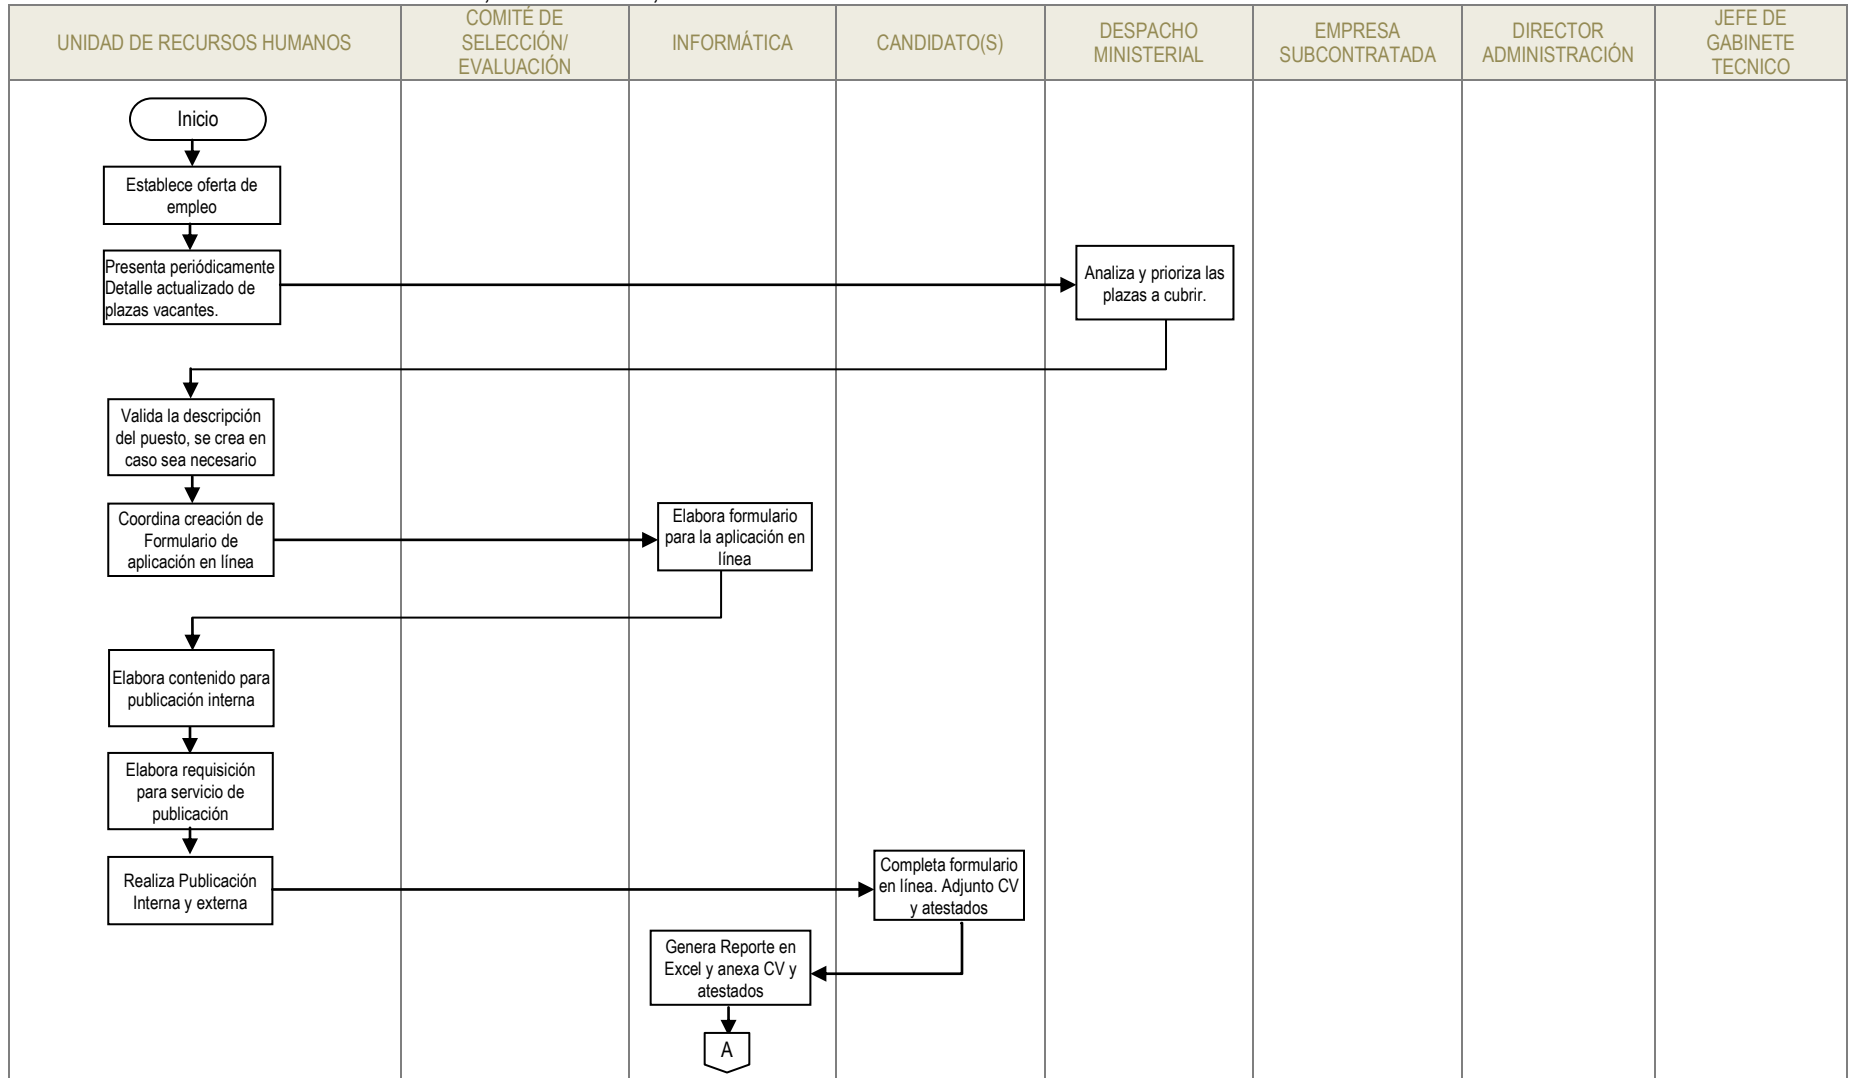 UNIDAD DE RECURSOS HUMANOS
COMITÉ DE
SELECCIÓN/
EVALUACIÓN
INFORMÁTICA
CANDIDATO(S)
DESPACHO
MINISTERIAL
EMPRESA
SUBCONTRATADA
DIRECTOR
ADMINISTRACIÓN
JEFE DE
GABINETE
TECNICO
Inicio
Establece oferta de
empleo
Presenta periódicamente
Detalle actualizado de
plazas vacantes.
Analiza y prioriza las
plazas a cubrir.
Valida la descripción
del puesto, se crea en
caso sea necesario
Coordina creación de
Formulario de
aplicación en línea
Elabora formulario
para la aplicación en
línea
Elabora contenido para
publicación interna
Elabora requisición
para servicio de
publicación
Realiza Publicación
Interna y externa
Completa formulario
en línea. Adjunto CV
y atestados
Genera Reporte en
Excel y anexa CV y
atestados
A